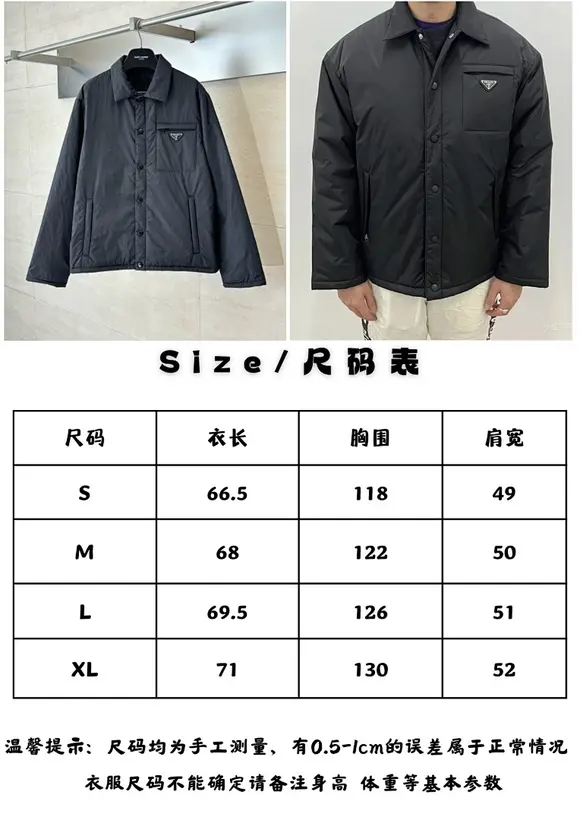 Size/尺码表
尺码 衣长 胸围 肩宽
S 66.5 118 49
M 68 122 50
L 69.5 126 51
XL 71 130 52
温馨提示：尺码均为手工测量、有0.5-1cm的误差属于正常情况
衣服尺码不能确定请备注身高 体重等基本参数